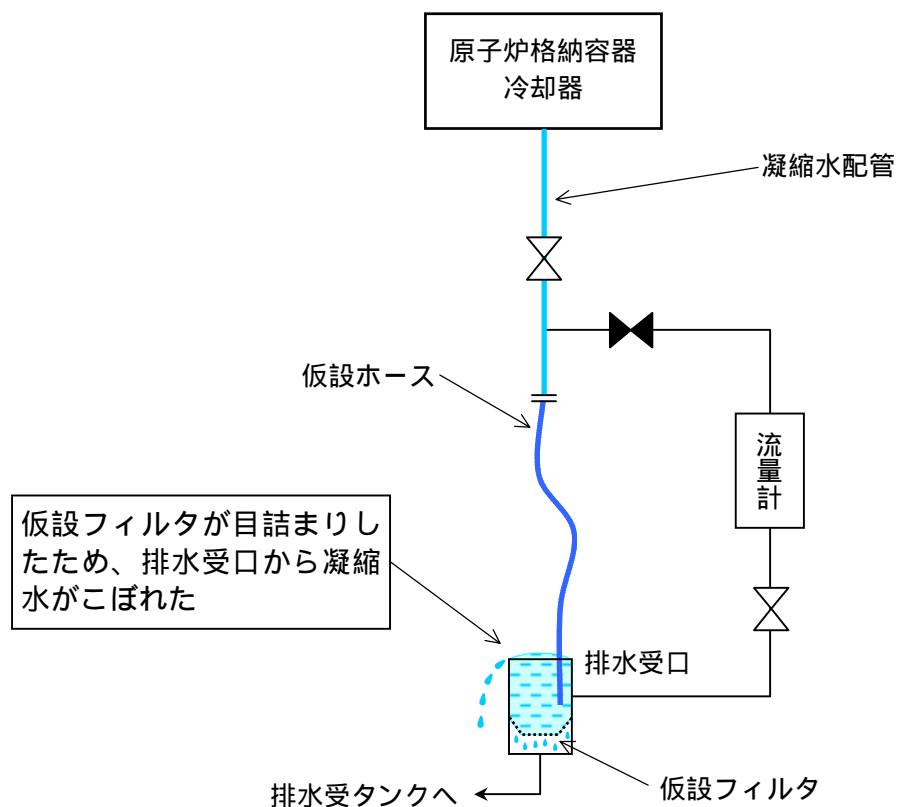 原子炉格納容器
冷却器
凝縮水配管
仮設ホース
流量計
仮設フィルタが目詰まりし
たため、排水受口から凝縮
水がこぼれた
排水受口
仮設フィルタ
排水受タンクへ